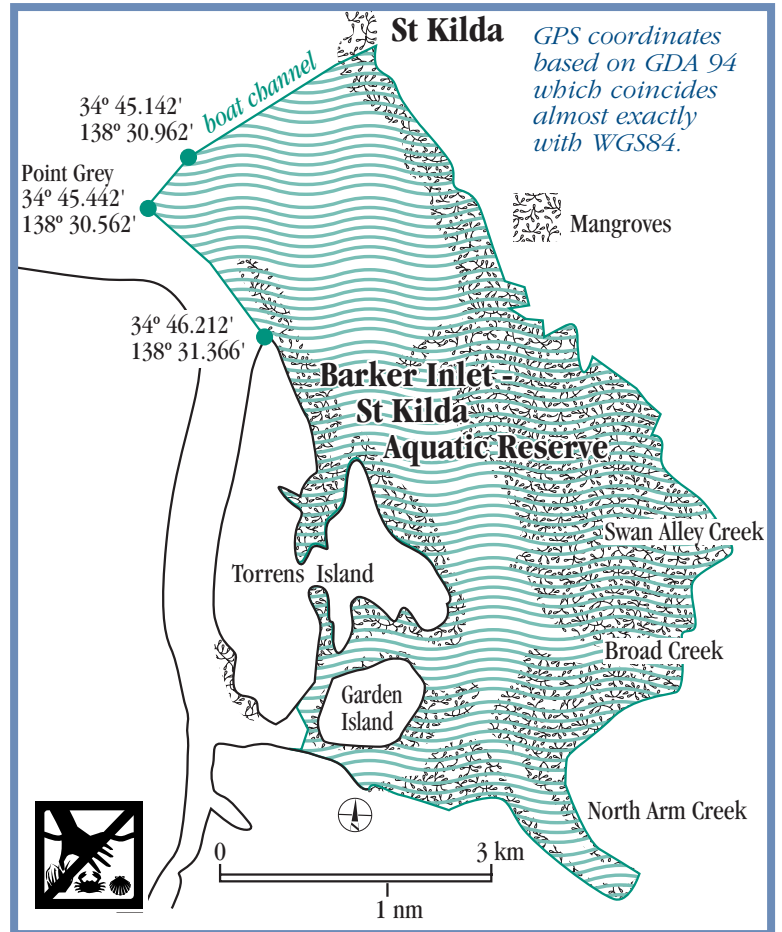 St Kilda
GPS coordinates
based on GDA 94
which coincides
almost exactly
with WGS84.
boat channel
34º 45.142'
138º 30.962'
Point Grey
34º 45.442'
138º 30.562'
Mangroves
34º 46.212'
138º 31.366'
Barker Inlet -
St Kilda
Aquatic Reserve
Swan Alley Creek
Torrens Island
Broad Creek
Garden
Island
North Arm Creek
N
0 3 km
1 nm